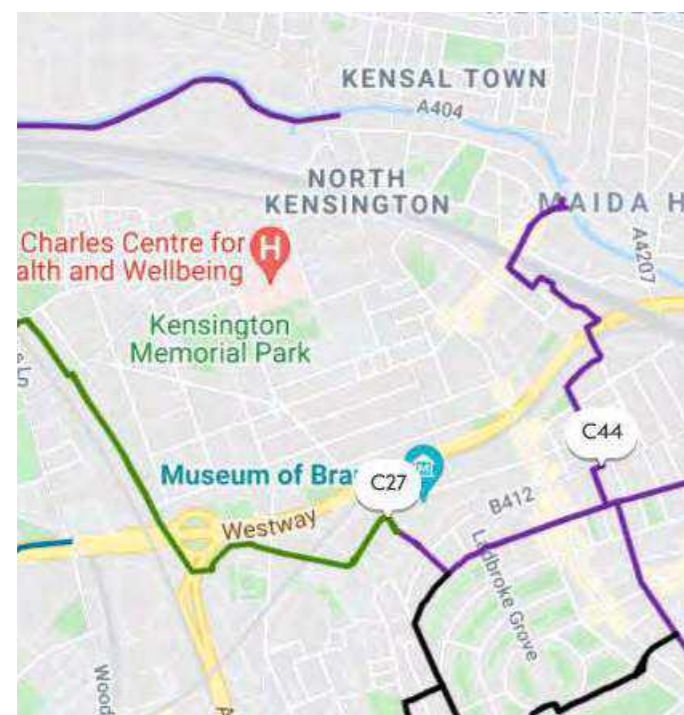 KENSAL TOWN
A404
NORTH
KENSINGTON
MAIDA H
A4207
Charles Centre for
alth and Wellbeing
H
Kensington
Memorial Park
C44
Museum of Bra
C27
B412
Westway
Ladbroke Grove
Wood
A